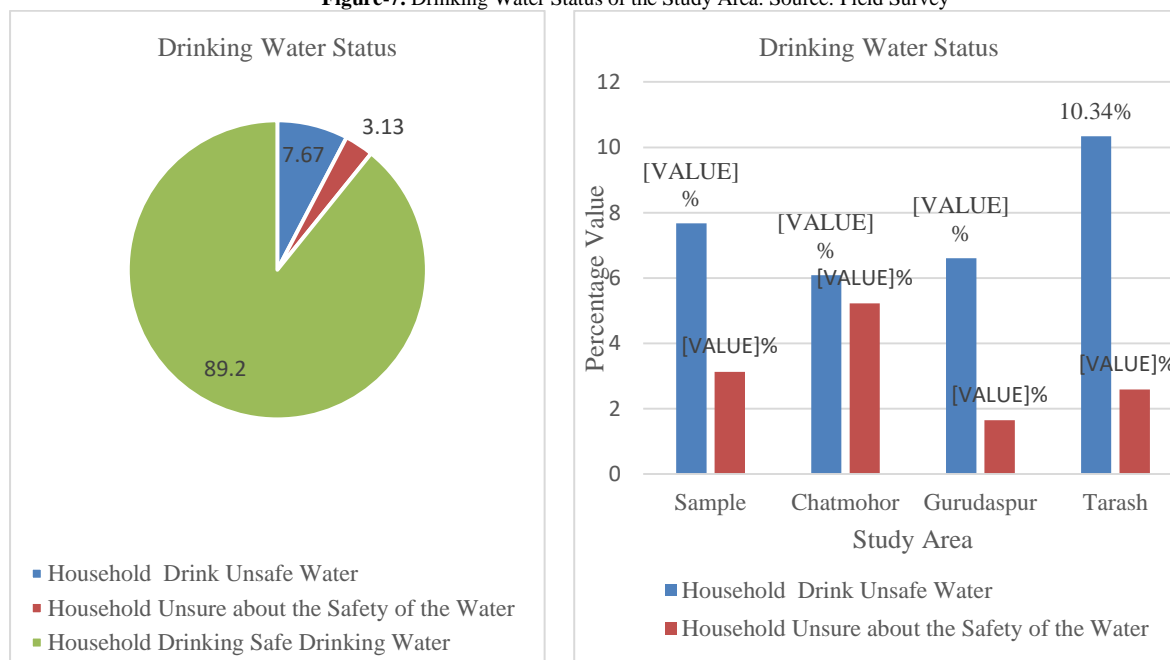 Figure-7. Drinking Water Status of the Study Area. Source: Field Survey
Drinking Water Status
7.67
3.13
89.2
Household Drink Unsafe Water
Household Unsure about the Safety of the Water
Household Drinking Safe Drinking Water
Drinking Water Status
Percentage Value
12
10
8
6
4
2
0
[VALUE]
%
[VALUE]%
[VALUE]
%
[VALUE]%
[VALUE]
%
[VALUE]%
10.34%
[VALUE]%
Sample
Chatmohor
Gurudaspur
Tarash
Study Area
Household Drink Unsafe Water
Household Unsure about the Safety of the Water